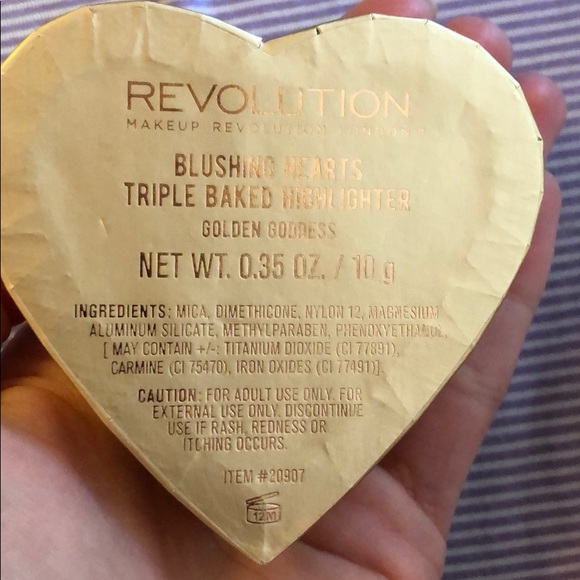 REVOLUTION
MAKEUP REVOLUTION LONDON
BLUSHING HEARTS
TRIPLE BAKED HIGHLIGHTER
GOLDEN GODDESS
NET WT. 0.35 OZ. / 10 g
INGREDIENTS: MICA, DIMETHICONE, NYLON 12, MAGNESIUM
ALUMINUM SILICATE, METHYLPARABEN, PHENOXYETHANOL,
[ MAY CONTAIN +/-: TITANIUM DIOXIDE (CI 77891),
CARMINE (CI 75470), IRON OXIDES (CI 77491)].
CAUTION: FOR ADULT USE ONLY. FOR
EXTERNAL USE ONLY. DISCONTINUE
USE IF RASH, REDNESS OR
ITCHING OCCURS.
ITEM #20907
12M